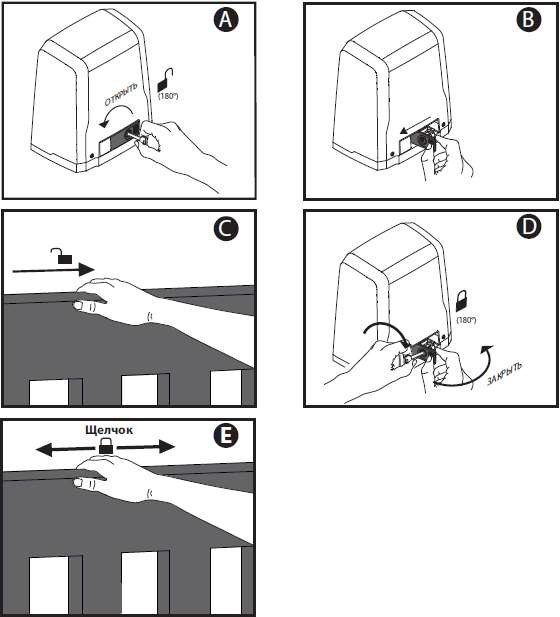 A
ОТКРЫТЬ
(180°)
B
C
D
(180°)
ЗАКРЫТЬ
E
Щелчок